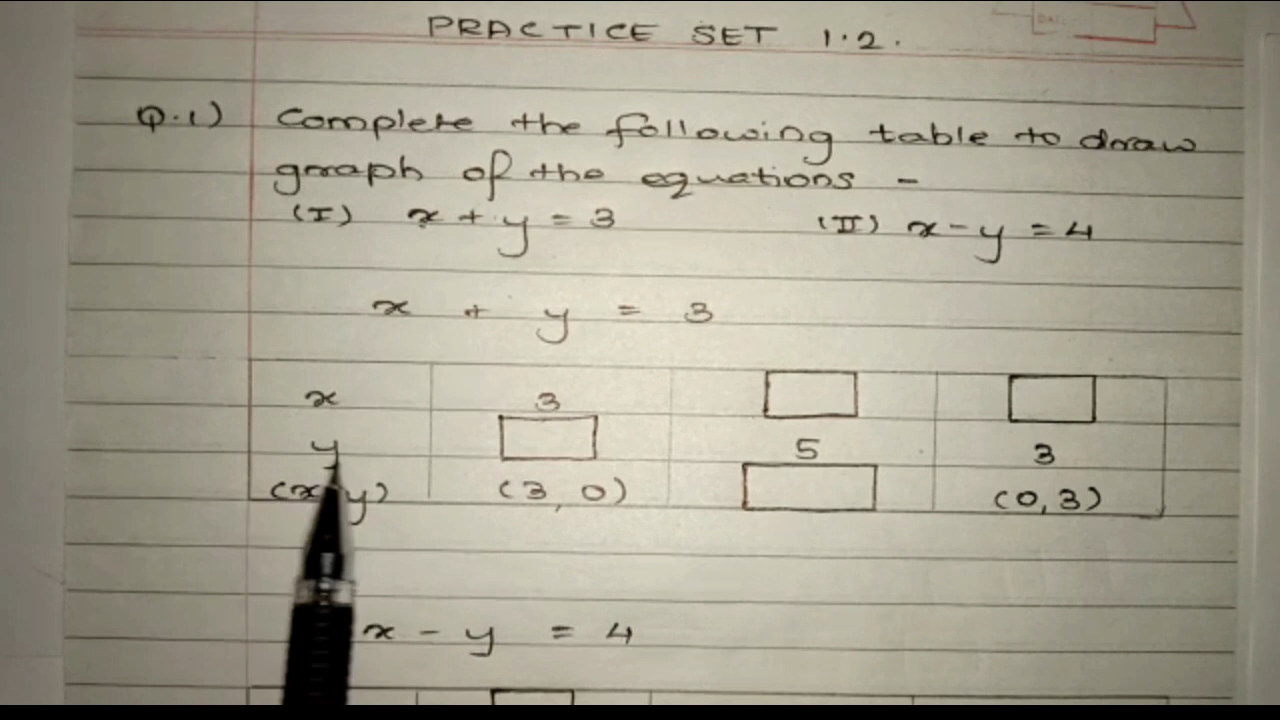 PRACTICE SET 1.2.
Q.1) Complete the following table to draw
graph of the equations -
(I) x + y = 3 (II) x - y = 4
x + y = 3
x 3
y 5 3
(x, y) (3, 0) (0, 3)
x - y = 4